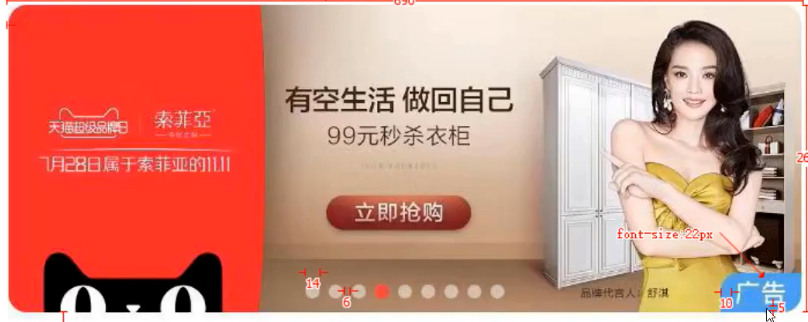 690
天猫超级品牌日
索菲亞
7月28日属于索菲亚的11.11
有空生活 做回自己
99元秒杀衣柜
立即抢购
26
font-size:22px
14
6
品牌代言人：舒淇
10
广告
5